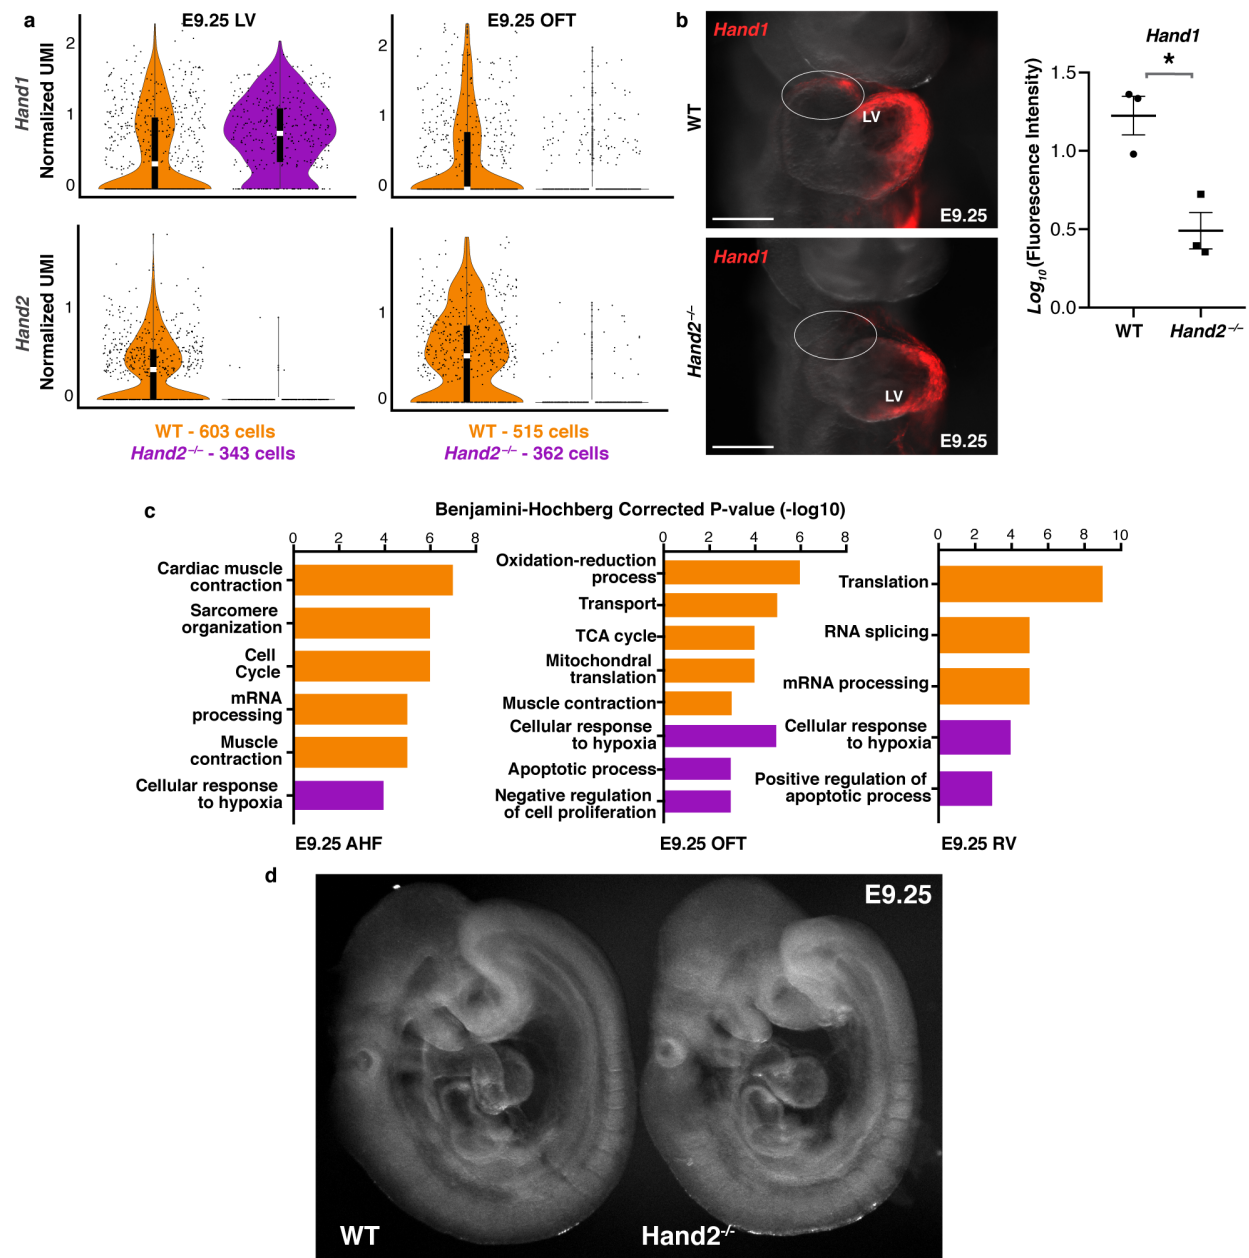 a
E9.25 LV
E9.25 OFT
Hand1
Normalized UMI
2
1
0
2
1
0
Hand2
Normalized UMI
1
0
1
0
WT - 603 cells
Hand2⁻/⁻ - 343 cells
WT - 515 cells
Hand2⁻/⁻ - 362 cells
b
WT
Hand1
LV
E9.25
Hand2⁻/⁻
Hand1
LV
E9.25
Hand1
*
Log₁₀(Fluorescence Intensity)
1.5
1.0
0.5
0.0
WT
Hand2⁻/⁻
c
Benjamini-Hochberg Corrected P-value (-log10)
0 2 4 6 8
Cardiac muscle
contraction
Sarcomere
organization
Cell
Cycle
mRNA
processing
Muscle
contraction
Cellular response
to hypoxia
E9.25 AHF
0 2 4 6 8
Oxidation-reduction
process
Transport
TCA cycle
Mitochondral
translation
Muscle contraction
Cellular response
to hypoxia
Apoptotic process
Negative regulation
of cell proliferation
E9.25 OFT
0 2 4 6 8 10
Translation
RNA splicing
mRNA processing
Cellular response
to hypoxia
Positive regulation of
apoptotic process
E9.25 RV
d
E9.25
WT
Hand2⁻/⁻